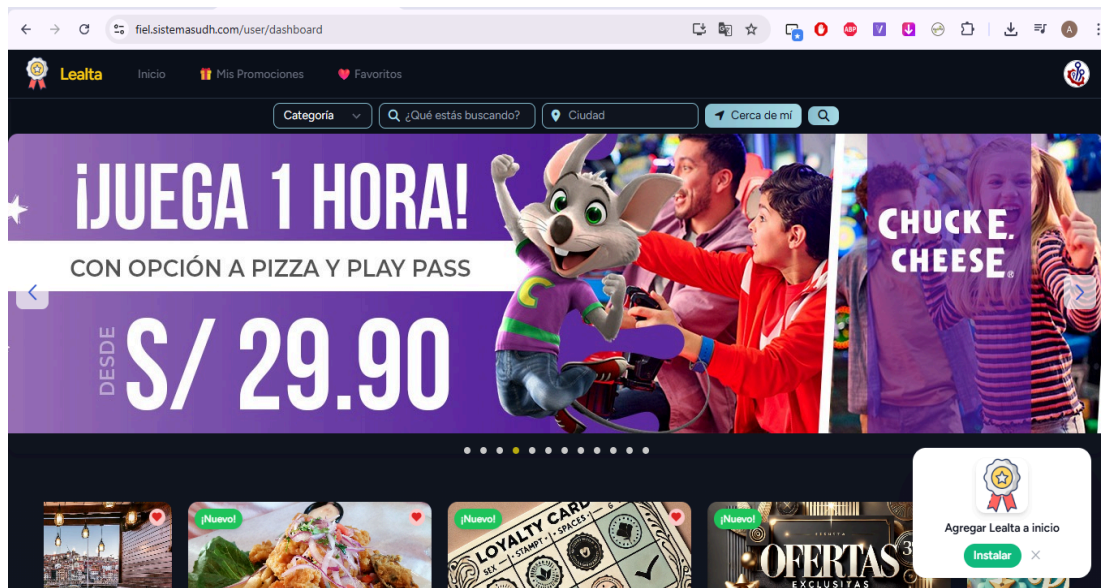 fiel.sistemasudh.com/user/dashboard
Lealta
Inicio
Mis Promociones
Favoritos
Categoría
¿Qué estás buscando?
Ciudad
Cerca de mí
¡JUEGA 1 HORA!
CON OPCIÓN A PIZZA Y PLAY PASS
DESDE
S/ 29.90
CHUCK E.
CHEESE®
¡Nuevo!
¡Nuevo!
LOYALTY CARD
¡Nuevo!
OFERTAS
EXCLUSITAS
Agregar Lealta a inicio
Instalar